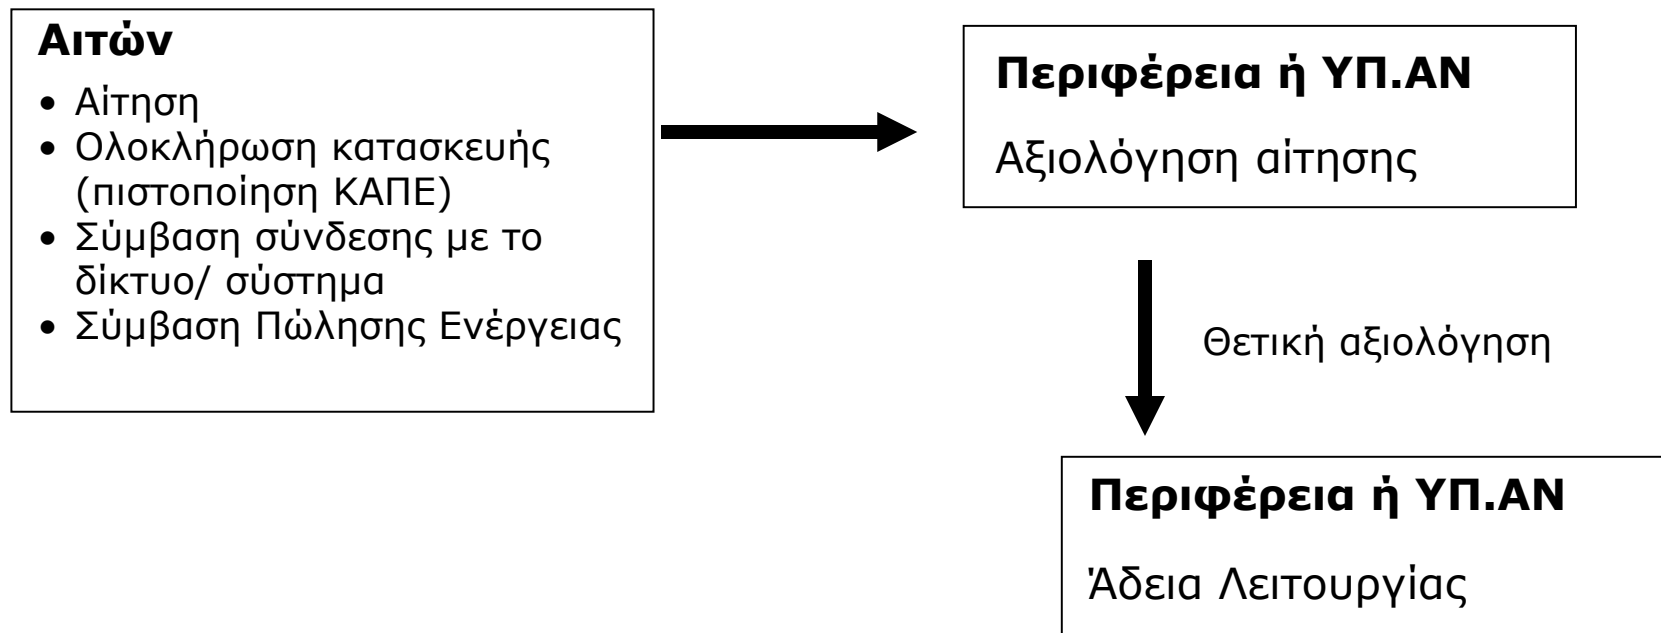 Αιτών
• Αίτηση
• Ολοκλήρωση κατασκευής
(πιστοποίηση ΚΑΠΕ)
• Σύμβαση σύνδεσης με το
δίκτυο/ σύστημα
• Σύμβαση Πώλησης Ενέργειας
Περιφέρεια ή ΥΠ.ΑΝ
Αξιολόγηση αίτησης
Θετική αξιολόγηση
Περιφέρεια ή ΥΠ.ΑΝ
Άδεια Λειτουργίας